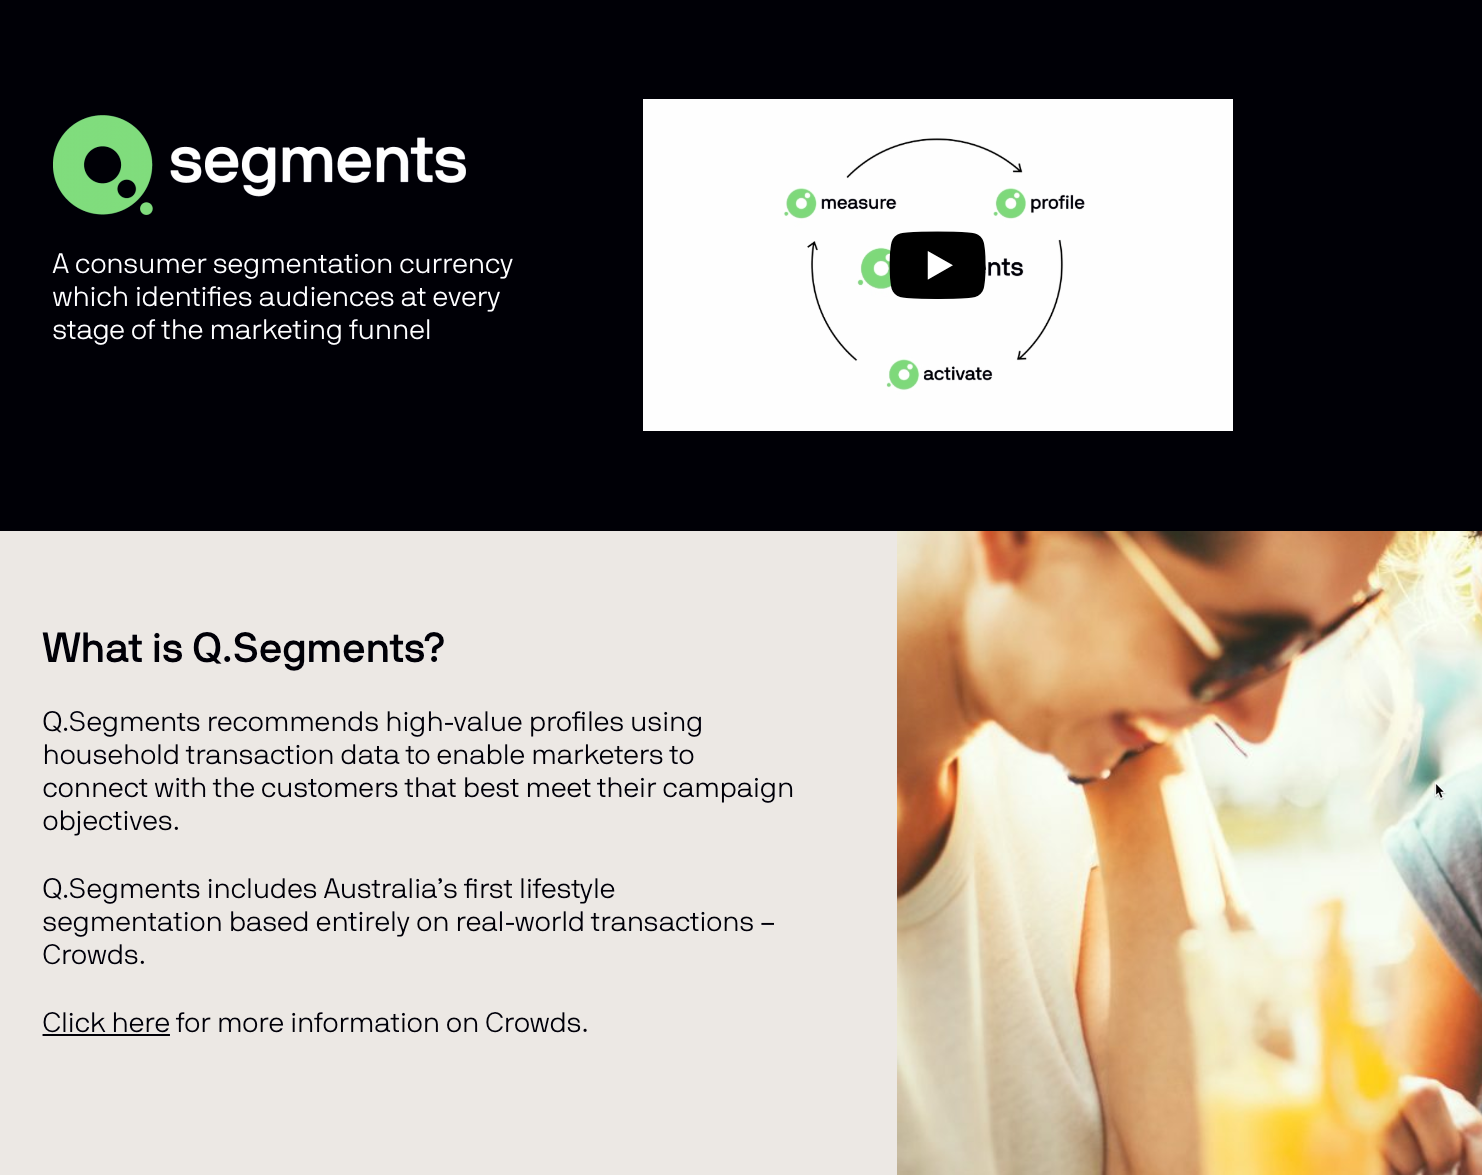 segments
A consumer segmentation currency
which identifies audiences at every
stage of the marketing funnel
measure
profile
nts
activate
What is Q.Segments?
Q.Segments recommends high-value profiles using
household transaction data to enable marketers to
connect with the customers that best meet their campaign
objectives.
Q.Segments includes Australia’s first lifestyle
segmentation based entirely on real-world transactions –
Crowds.
Click here for more information on Crowds.